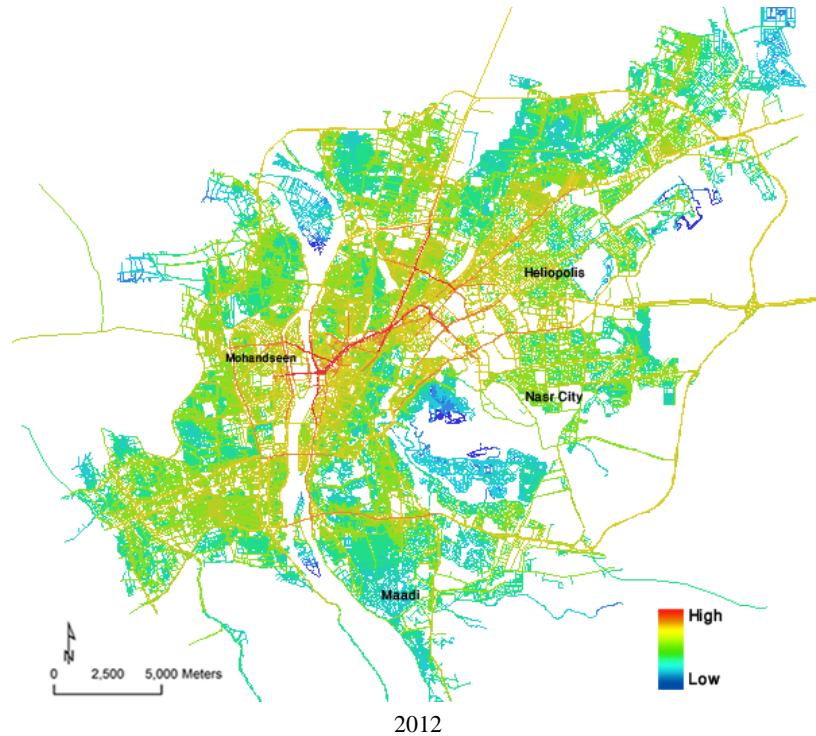 Heliopolis
Mohandseen
Nasr City
Maadi
High
Low
N
0 2,500 5,000 Meters
2012